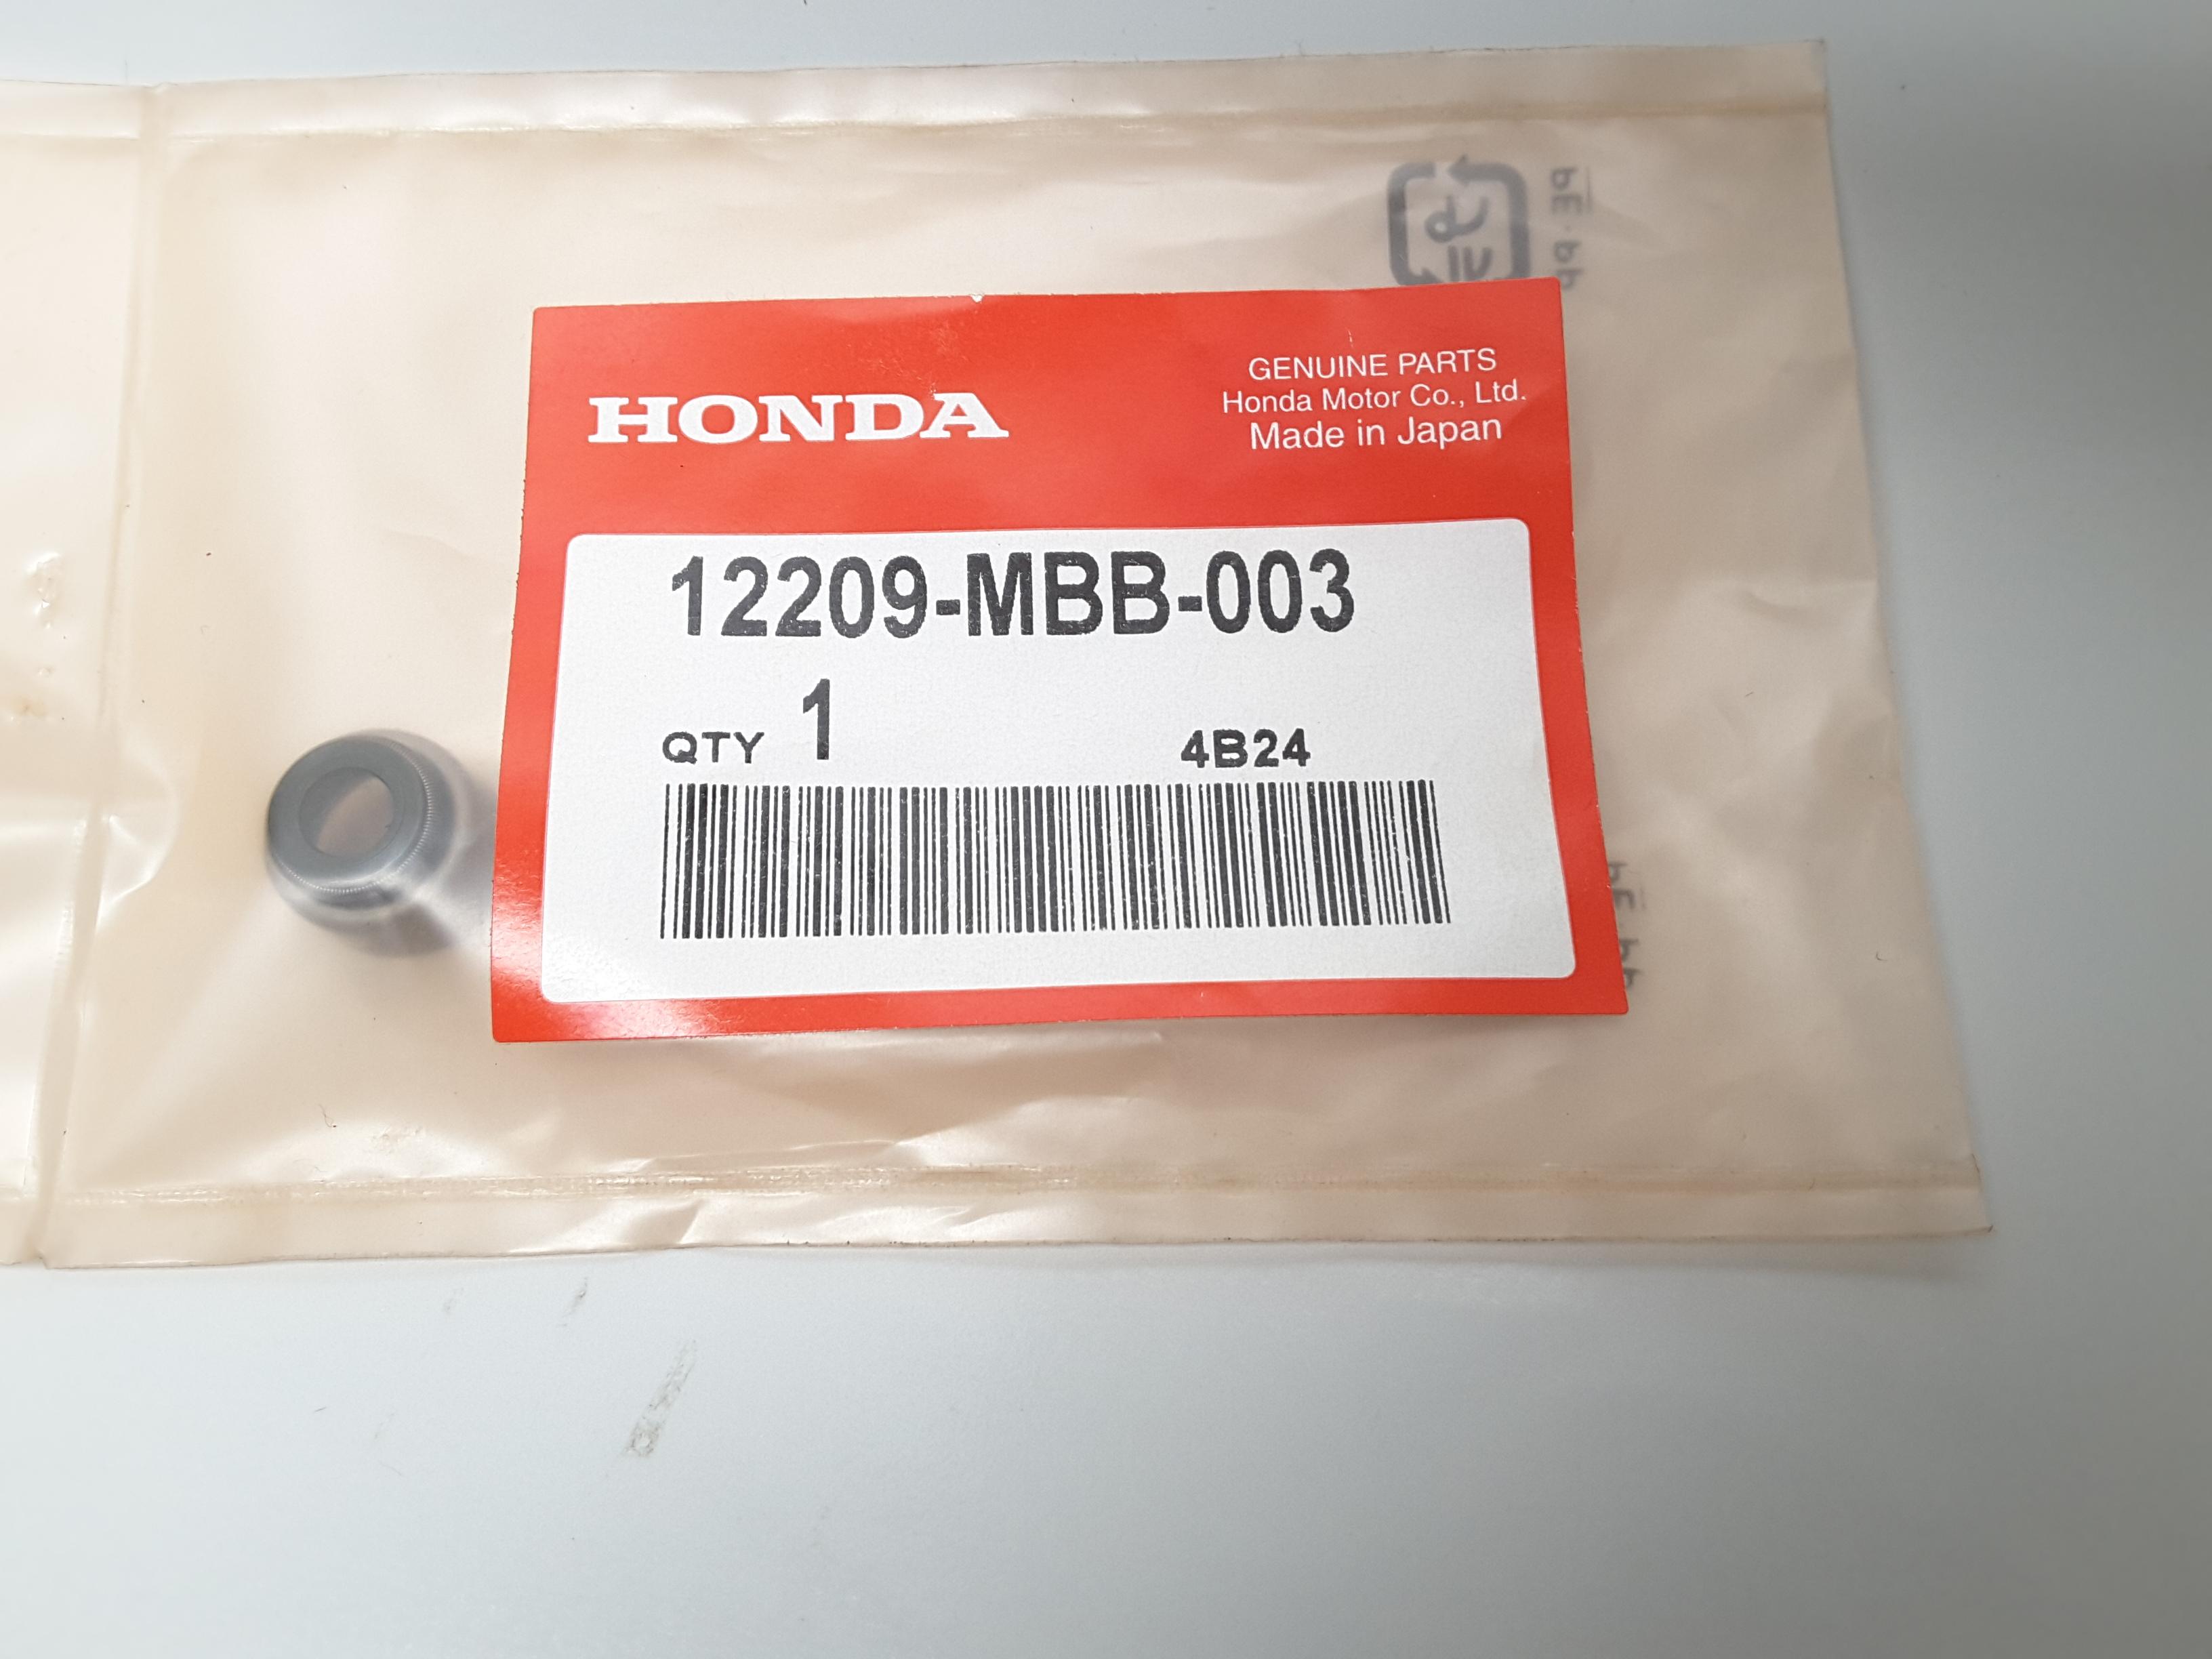 HONDA
GENUINE PARTS
Honda Motor Co., Ltd.
Made in Japan
12209-MBB-003
QTY 1
4B24